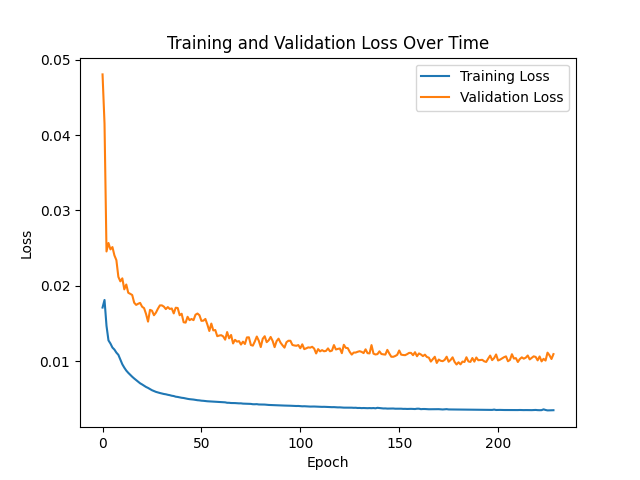 Training and Validation Loss Over Time
Training Loss
Validation Loss
0.05
0.04
0.03
0.02
0.01
Loss
0
50
100
150
200
Epoch